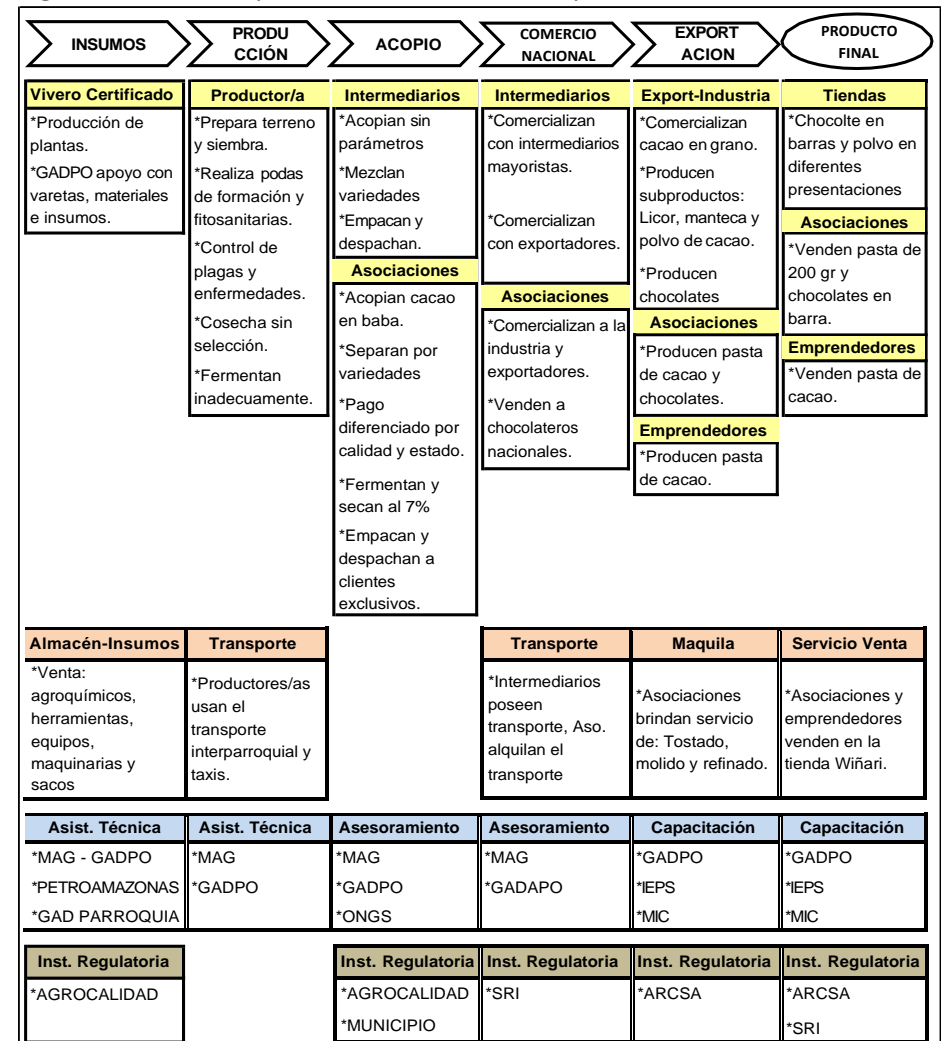 INSUMOS
PRODU
CCIÓN
ACOPIO
COMERCIO
NACIONAL
EXPORT
ACION
PRODUCTO
FINAL
Vivero Certificado
*Producción de
plantas.
*GADPO apoyo con
varetas, materiales
e insumos.
Productor/a
*Prepara terreno
y siembra.
*Realiza podas
de formación y
fitosanitarias.
*Control de
plagas y
enfermedades.
*Cosecha sin
selección.
*Fermentan
inadecuamente.
Intermediarios
*Acopian sin
parámetros
*Mezclan
variedades
*Empacan y
despachan.
Asociaciones
*Acopian cacao
en baba.
*Separan por
variedades
*Pago
diferenciado por
calidad y estado.
*Fermentan y
secan al 7%
*Empacan y
despachan a
clientes
exclusivos.
Intermediarios
*Comercializan
con intermediarios
mayoristas.
*Comercializan
con exportadores.
Asociaciones
*Comercializan a la
industria y
exportadores.
*Venden a
chocolateros
nacionales.
Export-Industria
*Comercializan
cacao en grano.
*Producen
subproductos:
Licor, manteca y
polvo de cacao.
*Producen
chocolates
Asociaciones
*Producen pasta
de cacao y
chocolates.
Emprendedores
*Producen pasta
de cacao.
Tiendas
*Chocolte en
barras y polvo en
diferentes
presentaciones
Asociaciones
*Venden pasta de
200 gr y
chocolates en
barra.
Emprendedores
*Venden pasta de
cacao.
Almacén-Insumos
*Venta:
agroquímicos,
herramientas,
equipos,
maquinarias y
sacos
Transporte
*Productores/as
usan el
transporte
interparroquial y
taxis.
Transporte
*Intermediarios
poseen
transporte, Aso.
alquilan el
transporte
Maquila
*Asociaciones
brindan servicio
de: Tostado,
molido y refinado.
Servicio Venta
*Asociaciones y
emprendedores
venden en la
tienda Wiñari.
Asist. Técnica
*MAG - GADPO
*PETROAMAZONAS
*GAD PARROQUIA
Asist. Técnica
*MAG
*GADPO
Asesoramiento
*MAG
*GADPO
*ONGS
Asesoramiento
*MAG
*GADAPO
Capacitación
*GADPO
*IEPS
*MIC
Capacitación
*GADPO
*IEPS
*MIC
Inst. Regulatoria
*AGROCALIDAD
Inst. Regulatoria
*AGROCALIDAD
*MUNICIPIO
Inst. Regulatoria
*SRI
Inst. Regulatoria
*ARCSA
Inst. Regulatoria
*ARCSA
*SRI